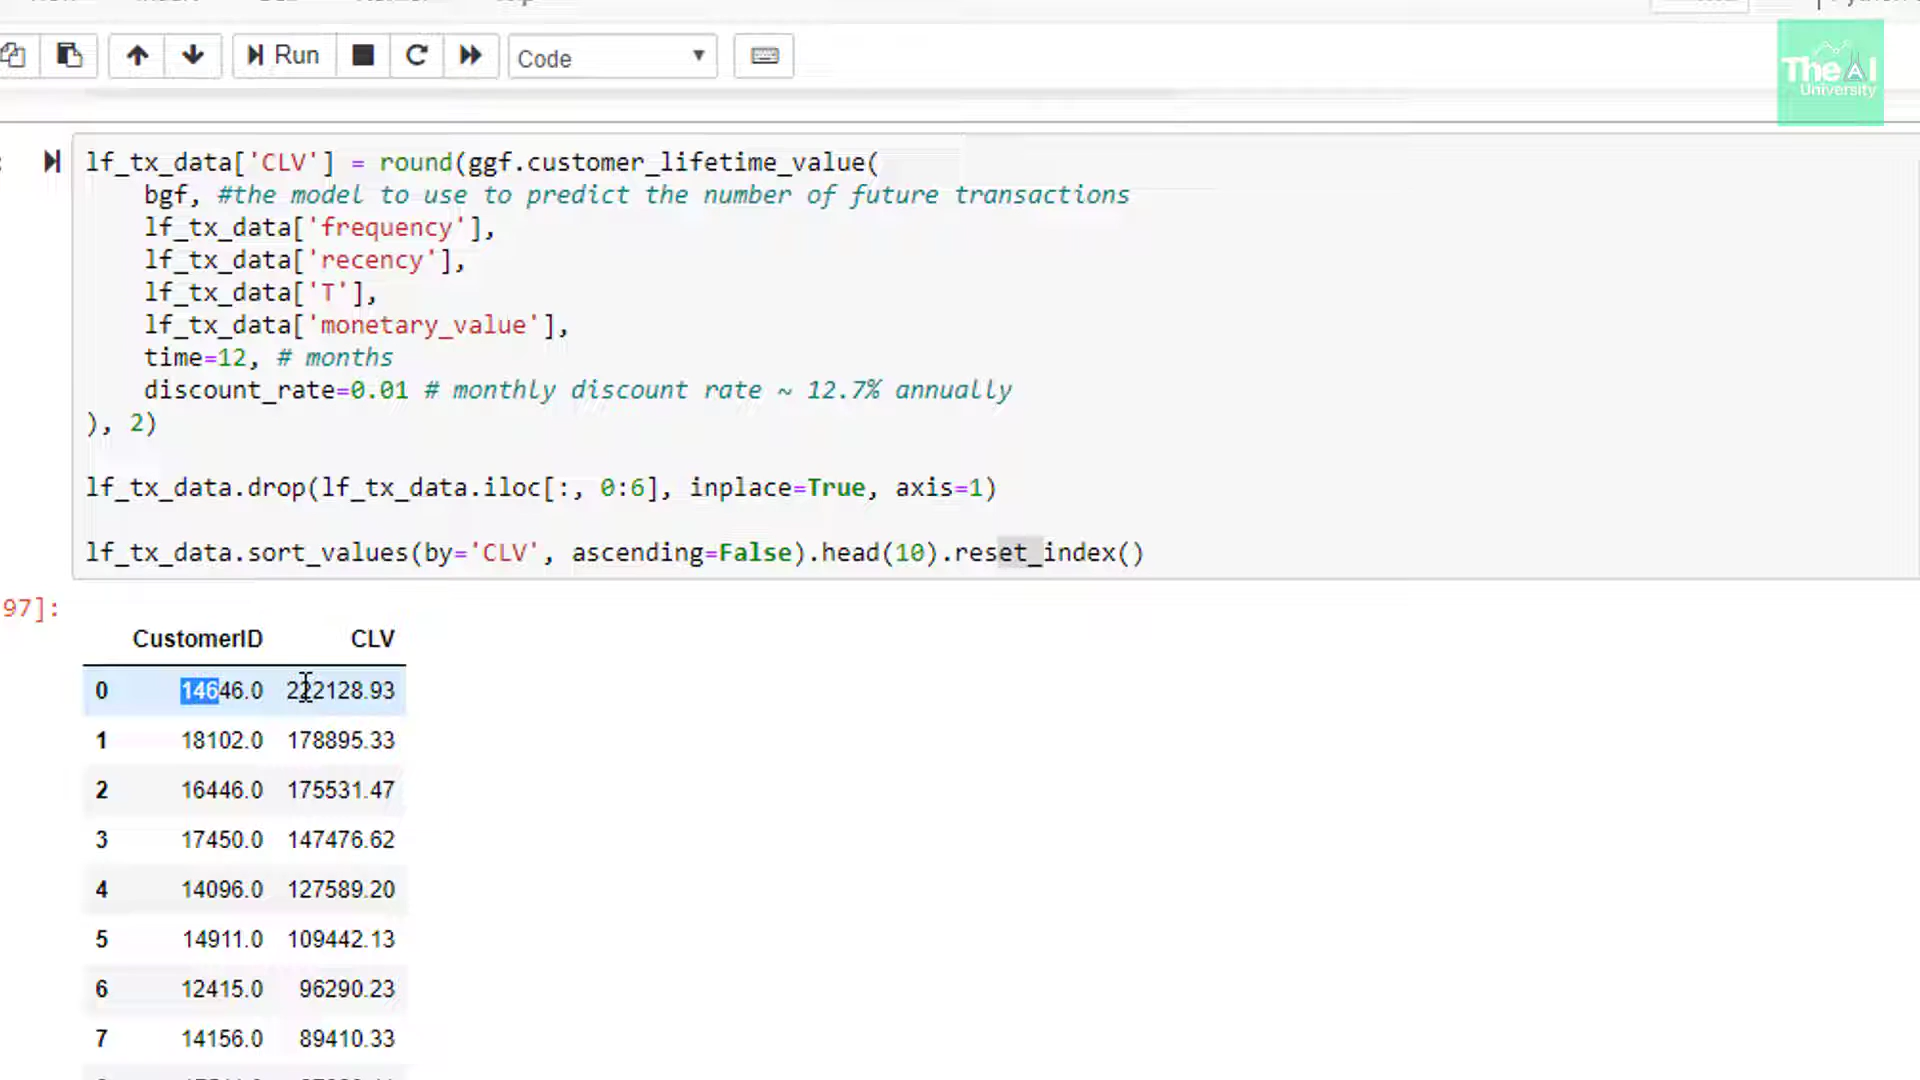 Run
Code
The AI
University
lf_tx_data['CLV'] = round(ggf.customer_lifetime_value(
bgf, #the model to use to predict the number of future transactions
lf_tx_data['frequency'],
lf_tx_data['recency'],
lf_tx_data['T'],
lf_tx_data['monetary_value'],
time=12, # months
discount_rate=0.01 # monthly discount rate ~ 12.7% annually
), 2)
lf_tx_data.drop(lf_tx_data.iloc[:, 0:6], inplace=True, axis=1)
lf_tx_data.sort_values(by='CLV', ascending=False).head(10).reset_index()
97]:
CustomerID CLV
0 14646.0 222128.93
1 18102.0 178895.33
2 16446.0 175531.47
3 17450.0 147476.62
4 14096.0 127589.20
5 14911.0 109442.13
6 12415.0 96290.23
7 14156.0 89410.33